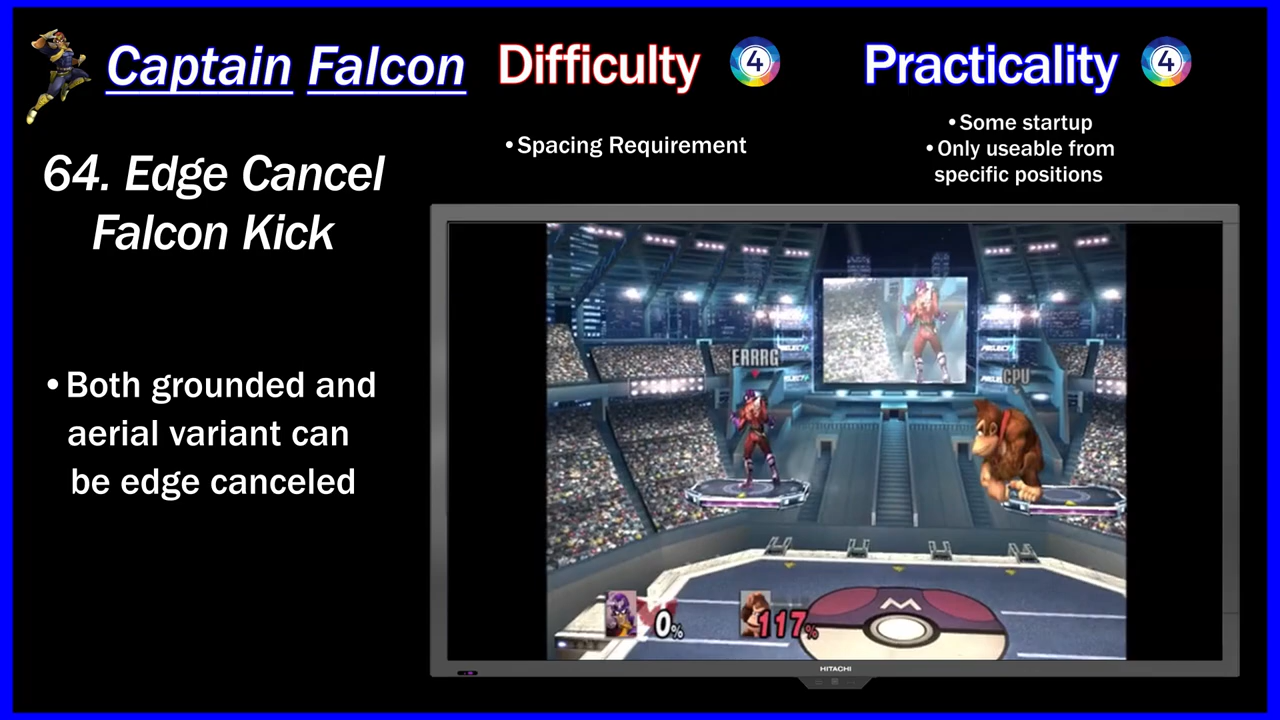 Captain Falcon
Difficulty 4
Practicality 4
•Spacing Requirement
•Some startup
•Only useable from
specific positions
64. Edge Cancel
Falcon Kick
•Both grounded and
aerial variant can
be edge canceled
ERRRG
CPU
0%
117%
M
HITACHI